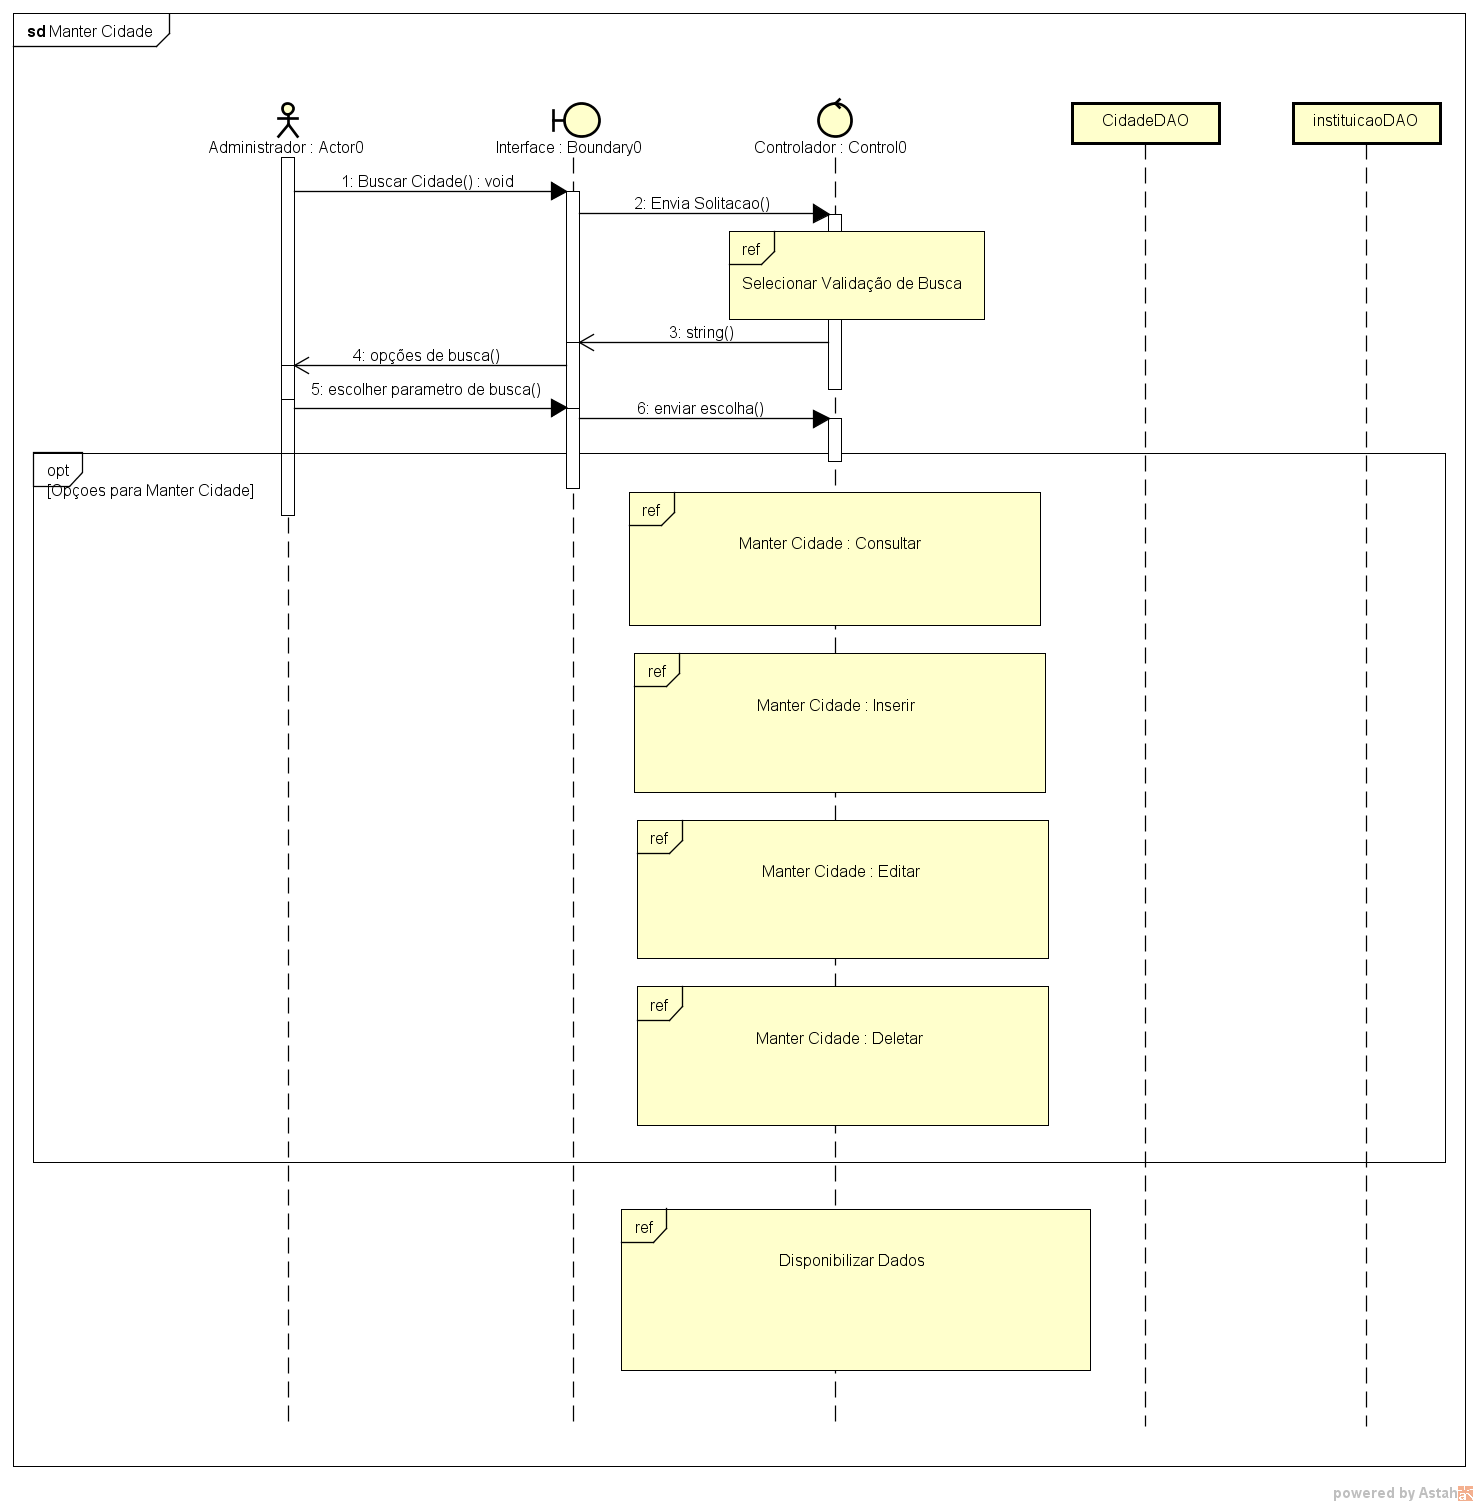 sd Manter Cidade
Administrador : Actor0
Interface : Boundary0
Controlador : Control0
CidadeDAO
instituicaoDAO
1: Buscar Cidade() : void
2: Envia Solitacao()
ref
Selecionar Validação de Busca
3: string()
4: opções de busca()
5: escolher parametro de busca()
6: enviar escolha()
opt
[Opçoes para Manter Cidade]
ref
Manter Cidade : Consultar
ref
Manter Cidade : Inserir
ref
Manter Cidade : Editar
ref
Manter Cidade : Deletar
ref
Disponibilizar Dados
powered by Astah